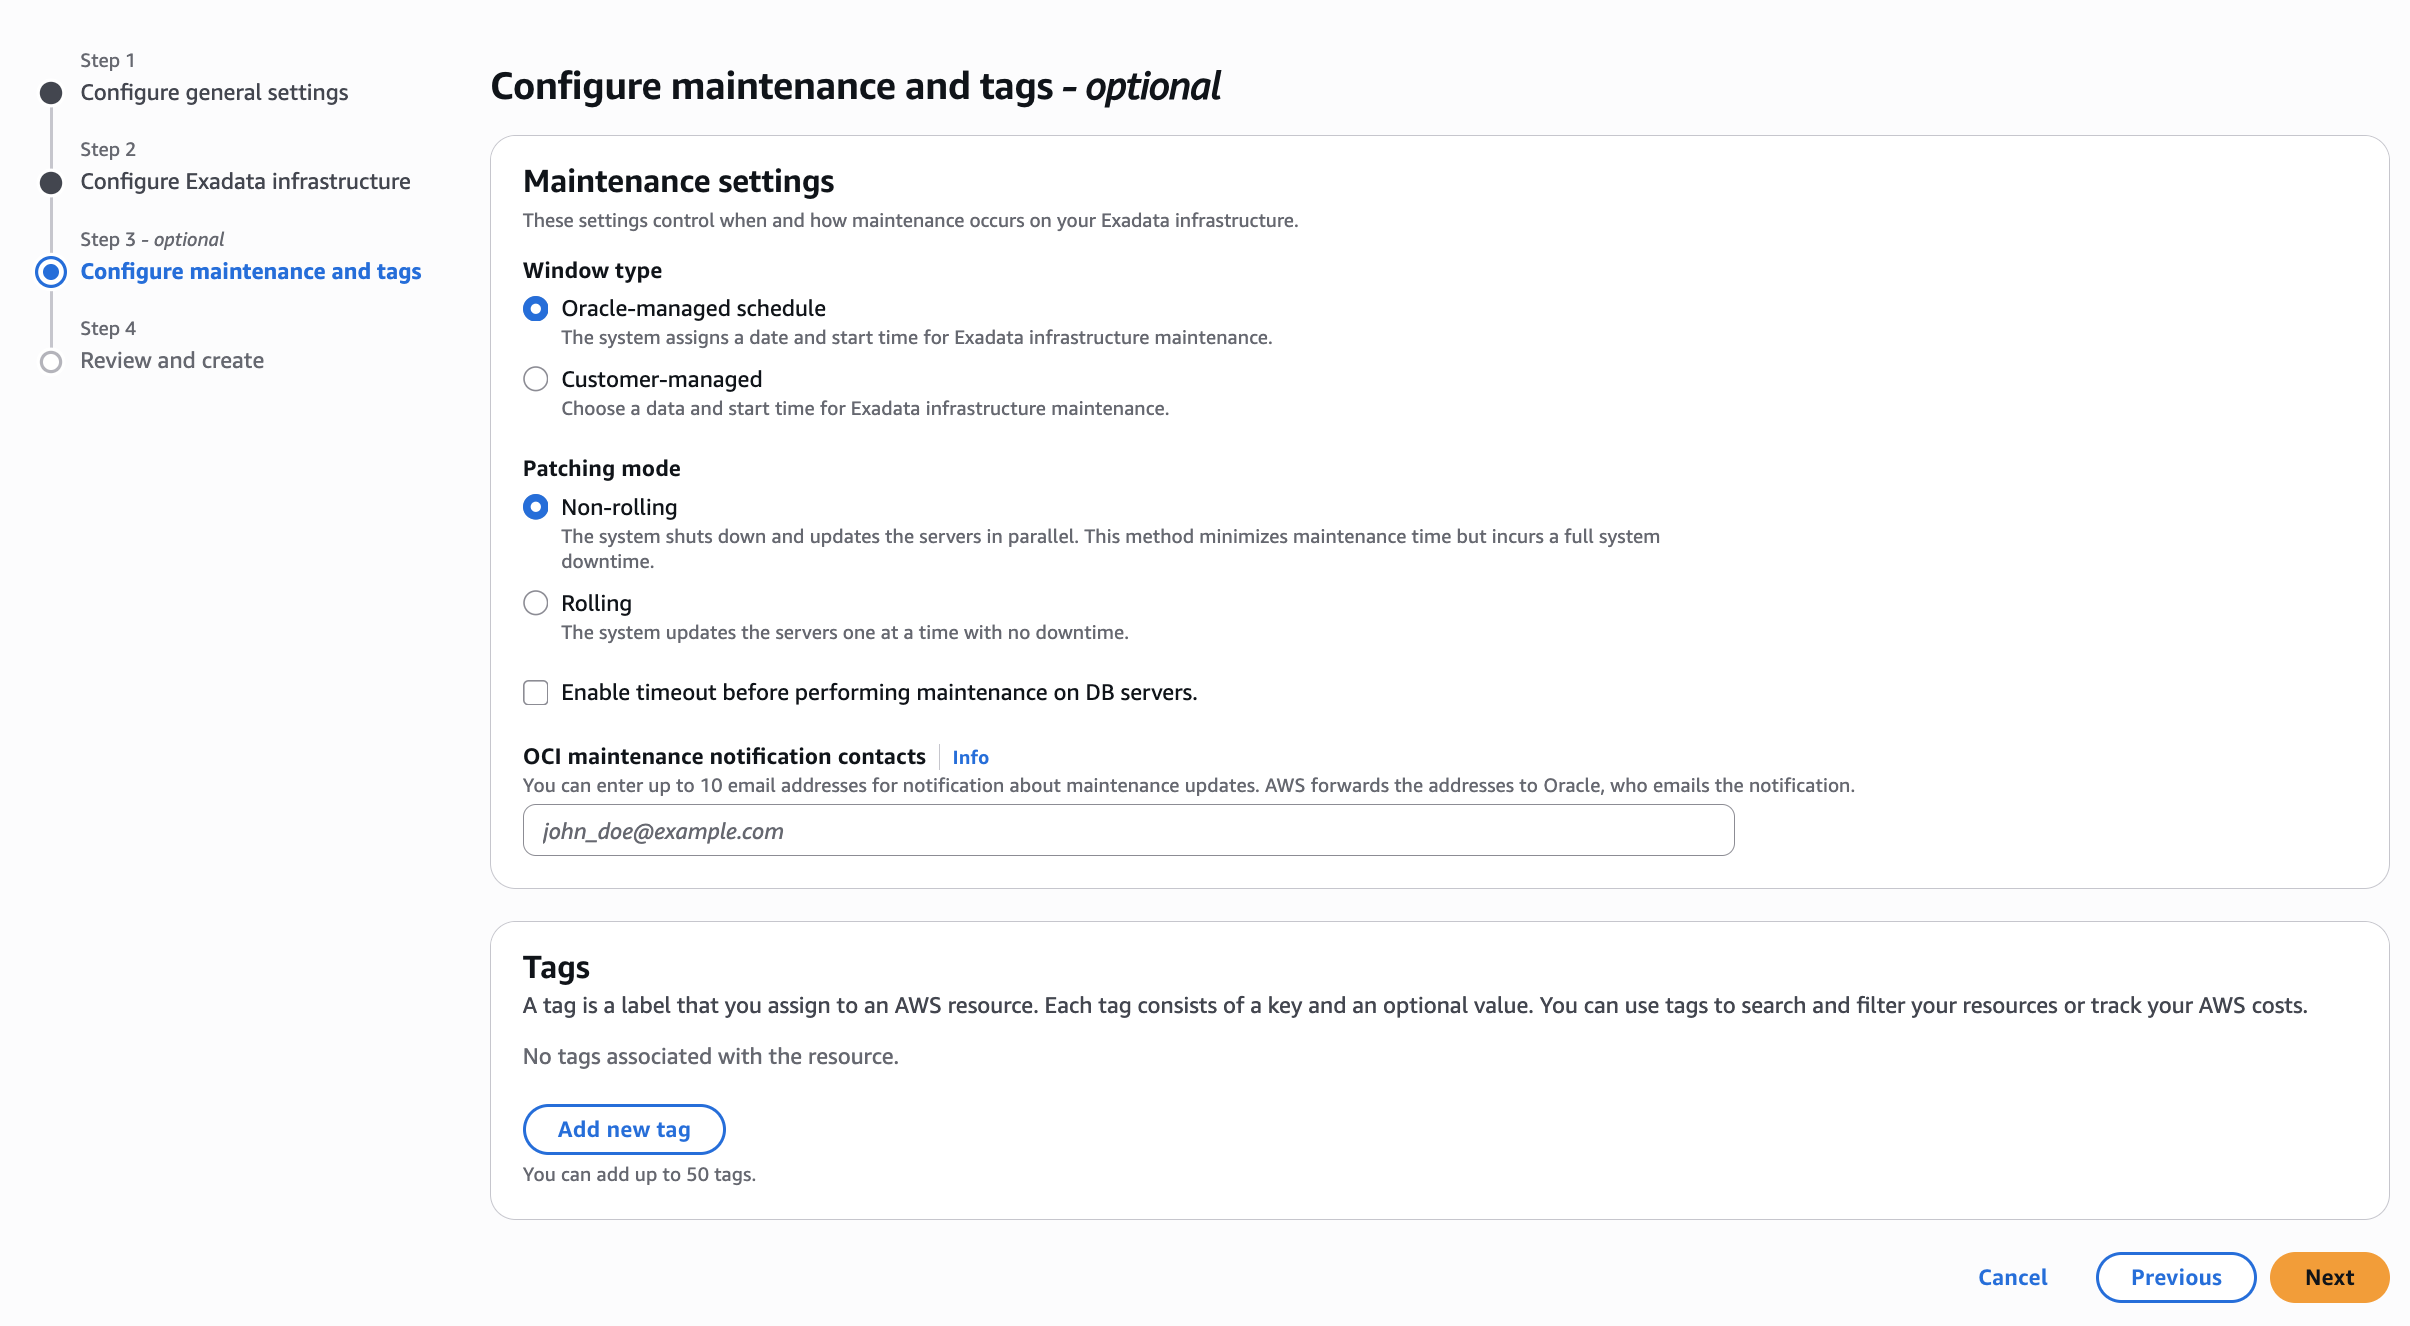 Step 1
Configure general settings
Step 2
Configure Exadata infrastructure
Step 3 - optional
Configure maintenance and tags
Step 4
Review and create
Configure maintenance and tags - optional
Maintenance settings
These settings control when and how maintenance occurs on your Exadata infrastructure.
Window type
Oracle-managed schedule
The system assigns a date and start time for Exadata infrastructure maintenance.
Customer-managed
Choose a data and start time for Exadata infrastructure maintenance.
Patching mode
Non-rolling
The system shuts down and updates the servers in parallel. This method minimizes maintenance time but incurs a full system
downtime.
Rolling
The system updates the servers one at a time with no downtime.
Enable timeout before performing maintenance on DB servers.
OCI maintenance notification contacts Info
You can enter up to 10 email addresses for notification about maintenance updates. AWS forwards the addresses to Oracle, who emails the notification.
john_doe@example.com
Tags
A tag is a label that you assign to an AWS resource. Each tag consists of a key and an optional value. You can use tags to search and filter your resources or track your AWS costs.
No tags associated with the resource.
Add new tag
You can add up to 50 tags.
Cancel Previous Next